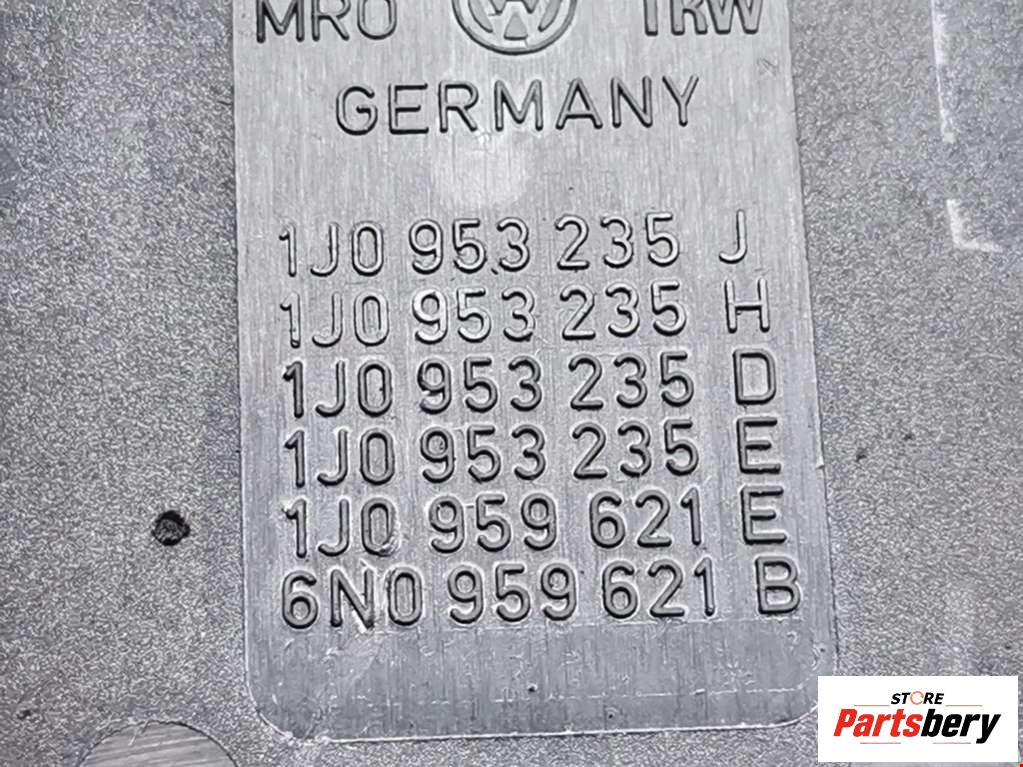 MRO TRW
GERMANY
1J0 953 235 J
1J0 953 235 H
1J0 953 235 D
1J0 953 235 E
1J0 959 621 E
6N0 959 621 B
STORE
Partsbery